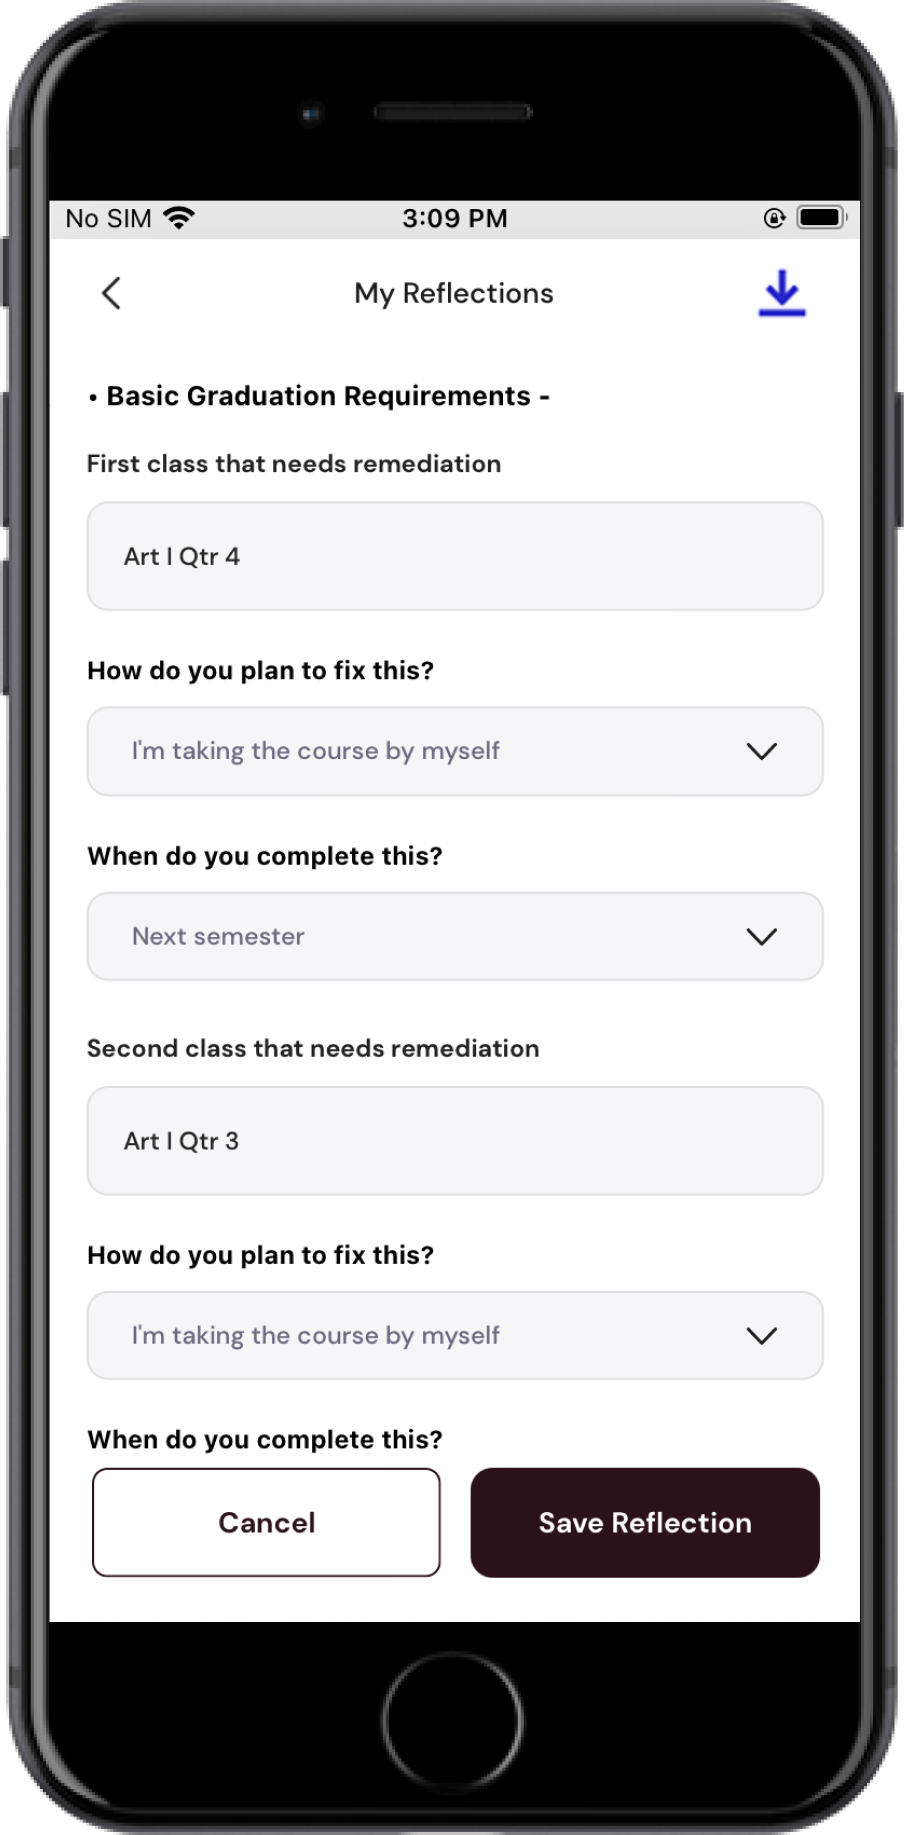 No SIM 3:09 PM
My Reflections
• Basic Graduation Requirements -
First class that needs remediation
Art I Qtr 4
How do you plan to fix this?
I'm taking the course by myself
When do you complete this?
Next semester
Second class that needs remediation
Art I Qtr 3
How do you plan to fix this?
I'm taking the course by myself
When do you complete this?
Cancel Save Reflection